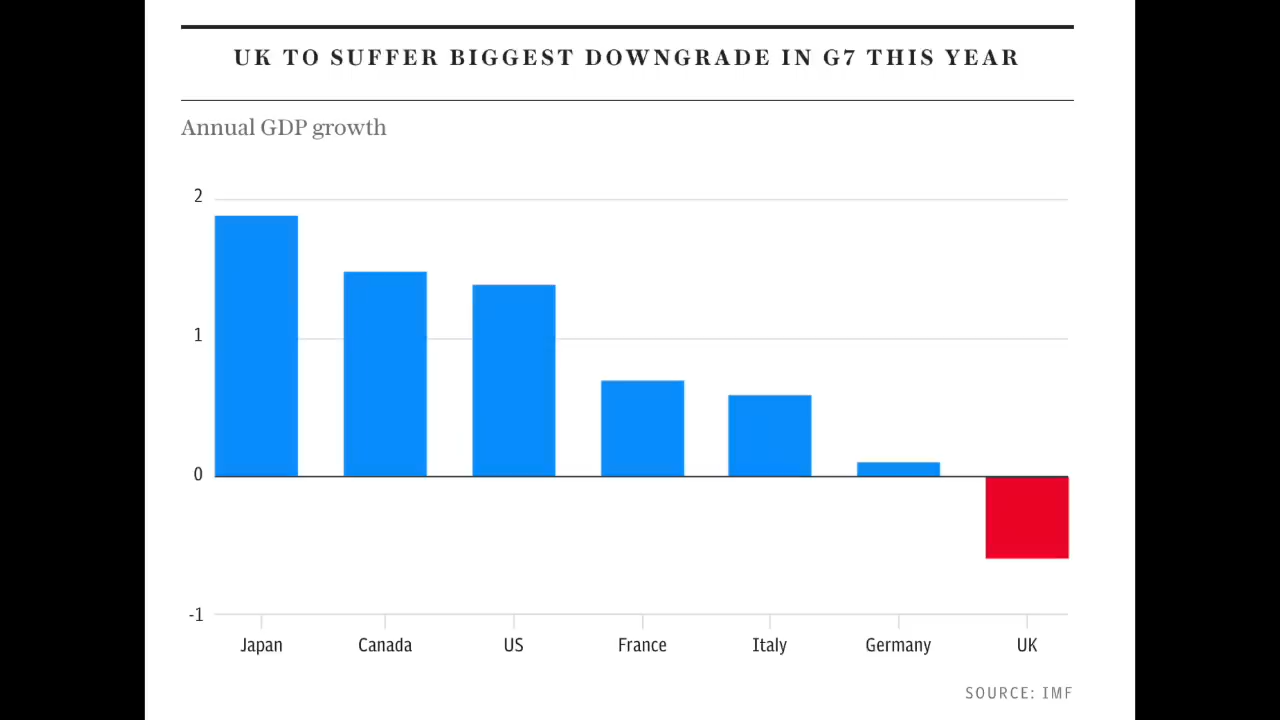 UK TO SUFFER BIGGEST DOWNGRADE IN G7 THIS YEAR
Annual GDP growth
2
1
0
-1
Japan Canada US France Italy Germany UK
SOURCE: IMF